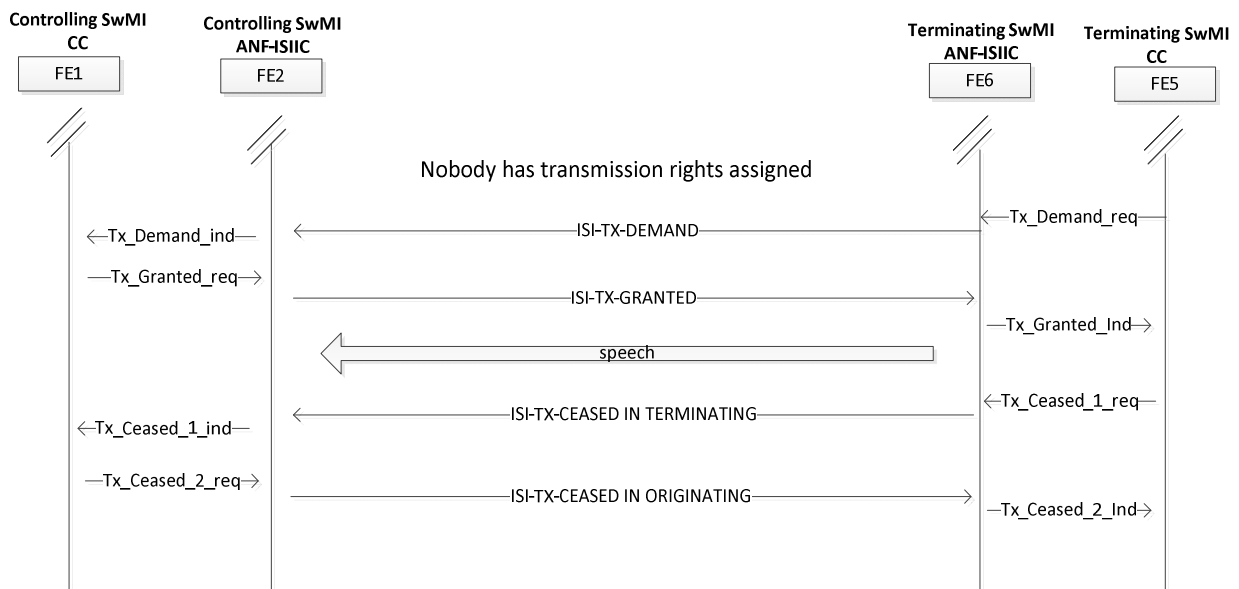 Controlling SwMI
CC
FE1
Controlling SwMI
ANF-ISIIC
FE2
Terminating SwMI
ANF-ISIIC
FE6
Terminating SwMI
CC
FE5
Nobody has transmission rights assigned
Tx_Demand_req
ISI-TX-DEMAND
Tx_Demand_ind
Tx_Granted_req
ISI-TX-GRANTED
Tx_Granted_Ind
speech
Tx_Ceased_1_req
ISI-TX-CEASED IN TERMINATING
Tx_Ceased_1_ind
Tx_Ceased_2_req
ISI-TX-CEASED IN ORIGINATING
Tx_Ceased_2_Ind